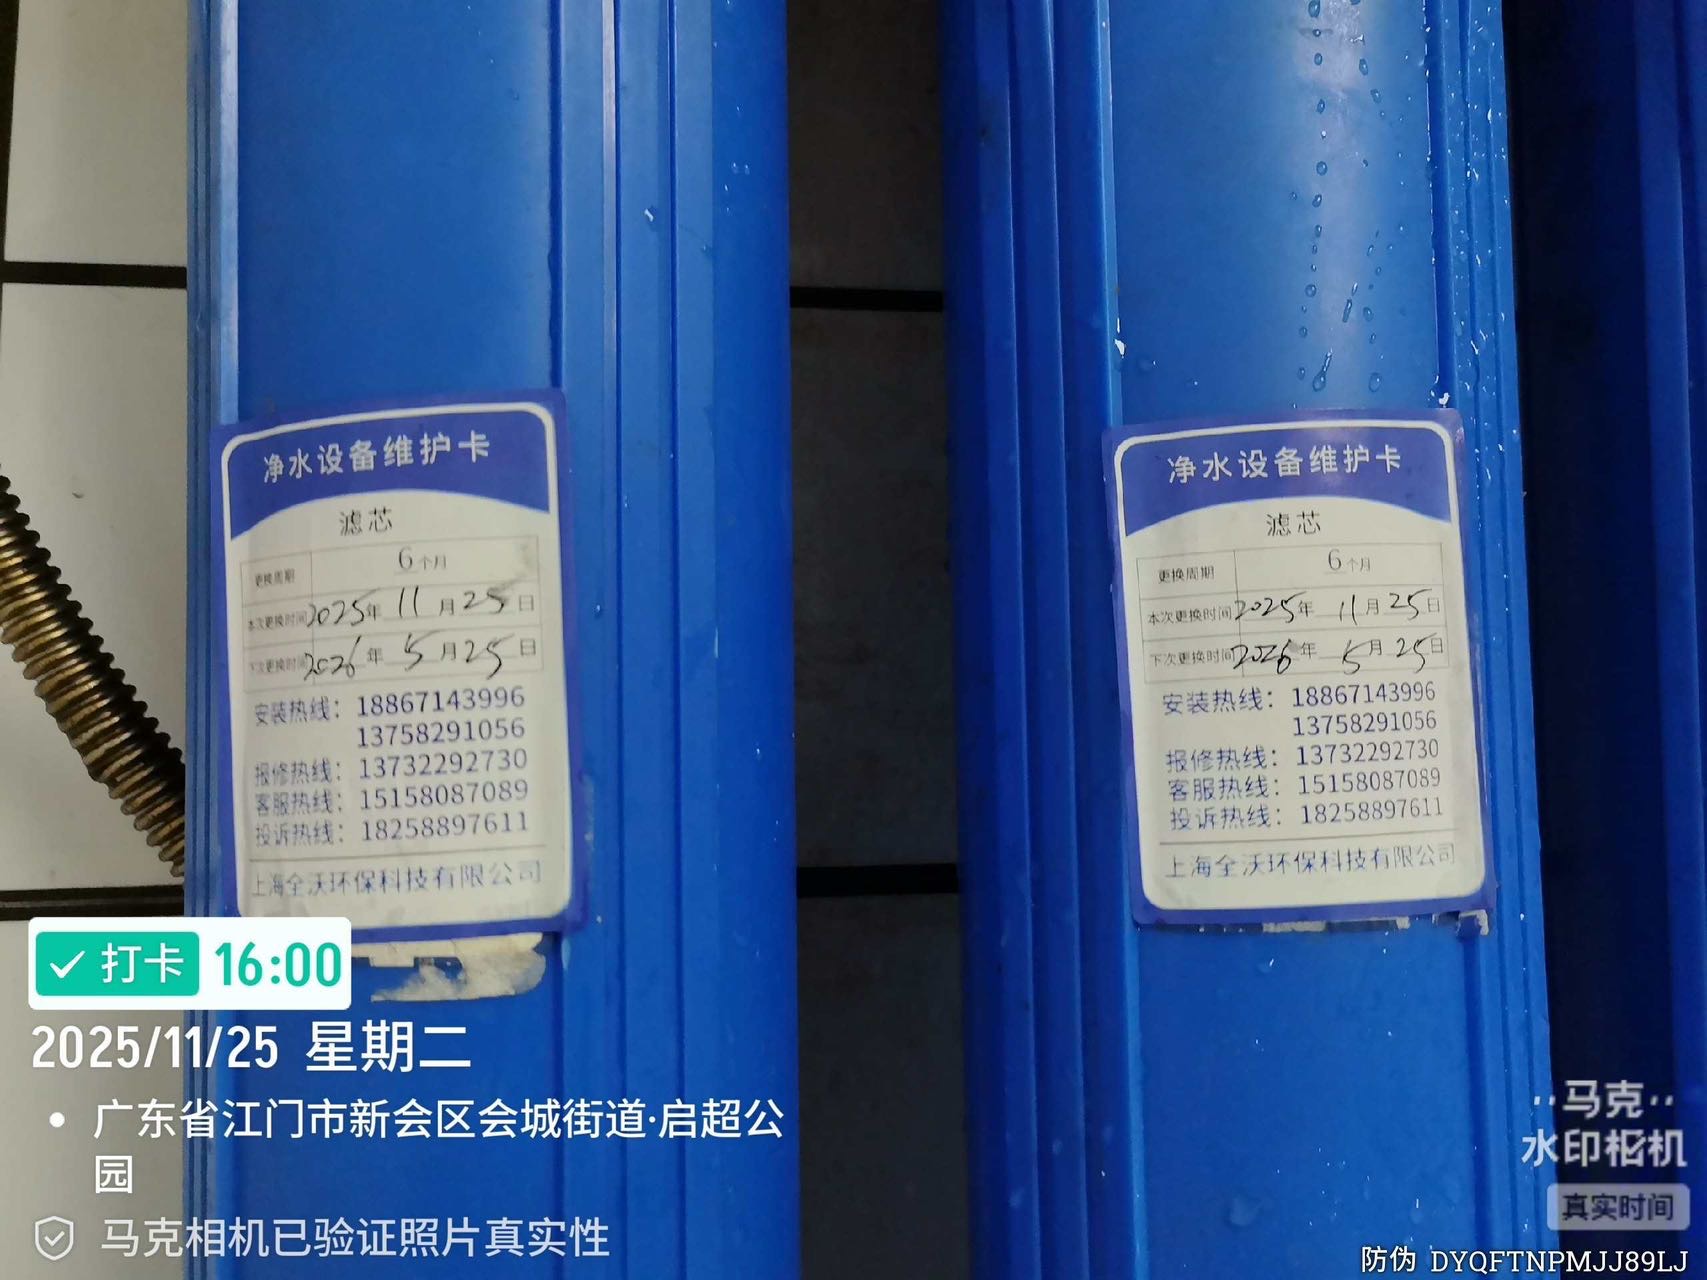 净水设备维护卡
滤芯
更换周期 6个月
本次更换时间 2025年 11月25日
下次更换时间 2026年 5月25日
安装热线：18867143996
13758291056
报修热线：13732292730
客服热线：15158087089
投诉热线：18258897611
上海全沃环保科技有限公司
净水设备维护卡
滤芯
更换周期 6个月
本次更换时间 2025年 11月25日
下次更换时间 2026年 5月25日
安装热线：18867143996
13758291056
报修热线：13732292730
客服热线：15158087089
投诉热线：18258897611
上海全沃环保科技有限公司
打卡 16:00
2025/11/25 星期二
广东省江门市新会区会城街道·启超公
园
马克相机已验证照片真实性
马克
水印相机
真实时间
防伪 DYQFTNPMJJ89LJ